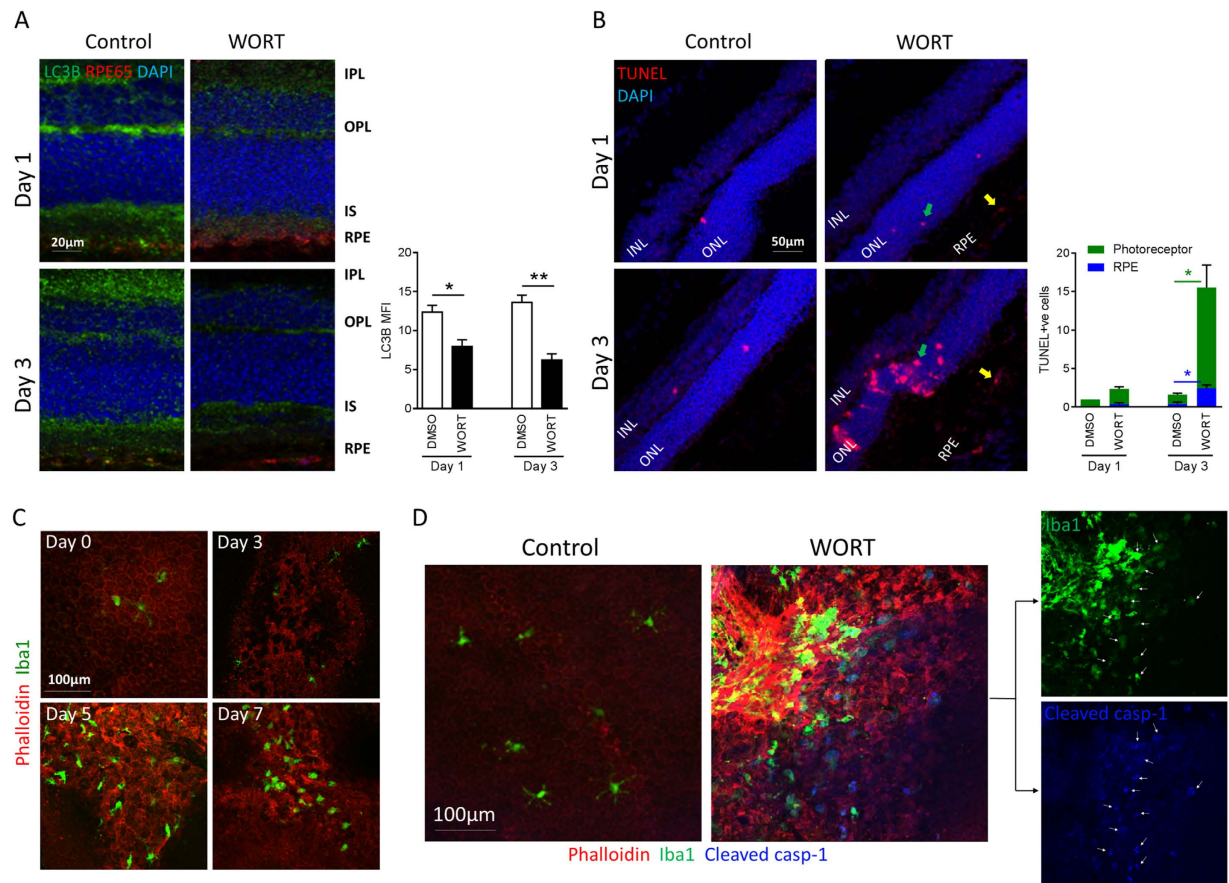 A
Control WORT
LC3B RPE65 DAPI
Day 1
20µm
IPL
OPL
IS
RPE
Day 3
IPL
OPL
IS
RPE
LC3B MFI
20
15
10
5
0
*
**
DMSO
WORT
DMSO
WORT
Day 1
Day 3
B
Control WORT
TUNEL
DAPI
Day 1
INL
ONL
50µm
INL
ONL
RPE
Day 3
INL
ONL
INL
ONL
RPE
Photoreceptor
RPE
TUNEL+ve cells
20
15
10
5
0
*
*
DMSO
WORT
DMSO
WORT
Day 1
Day 3
C
Phalloidin Iba1
Day 0
100µm
Day 3
Day 5
Day 7
D
Control WORT
100µm
Phalloidin Iba1 Cleaved casp-1
Iba1
Cleaved casp-1